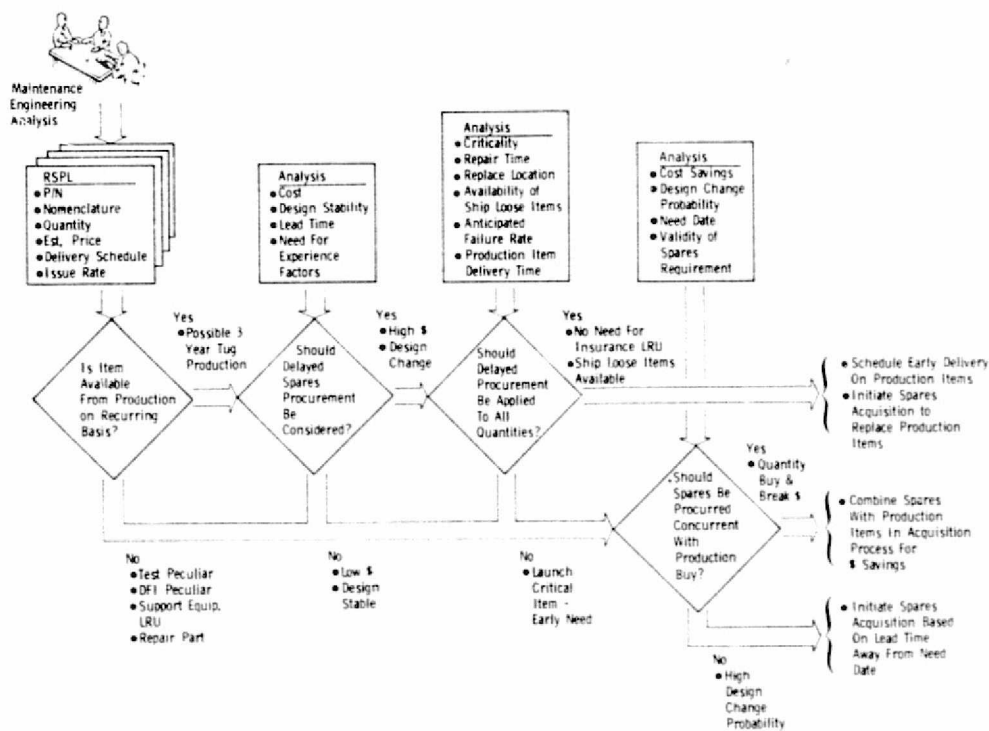 Maintenance
Engineering
Analysis
RSPL
● P/N
● Nomenclature
● Quantity
● Est. Price
● Delivery Schedule
● Issue Rate
Analysis
● Cost
● Design Stability
● Lead Time
● Need For
Experience
Factors
Analysis
● Criticality
● Repair Time
● Replace Location
● Availability of
Ship Loose Items
● Anticipated
Failure Rate
● Production Item
Delivery Time
Analysis
● Cost Savings
● Design Change
Probability
● Need Date
● Validity of
Spares
Requirement
Is Item
Available
From Production
on Recurring
Basis?
Yes
● Possible 3
Year Tug
Production
Should
Delayed
Spares
Procurement
Be
Considered?
Yes
● High $
● Design
Change
Should
Delayed
Procurement
Be Applied
To All
Quantities?
Yes
● No Need For
Insurance LRU
● Ship Loose Items
Available
● Schedule Early Delivery
On Production Items
● Initiate Spares
Acquisition to
Replace Production
Items
Should
Spares Be
Procurred
Concurrent
With
Production
Buy?
Yes
● Quantity
Buy &
Break $
● Combine Spares
With Production
Items In Acquisition
Process For
$ Savings
No
● Test Peculiar
● DFI Peculiar
● Support Equip.
LRU
● Repair Part
No
● Low $
● Design
Stable
No
● Launch
Critical
Item -
Early Need
No
● High
Design
Change
Probability
● Initiate Spares
Acquisition Based
On Lead Time
Away From Need
Date